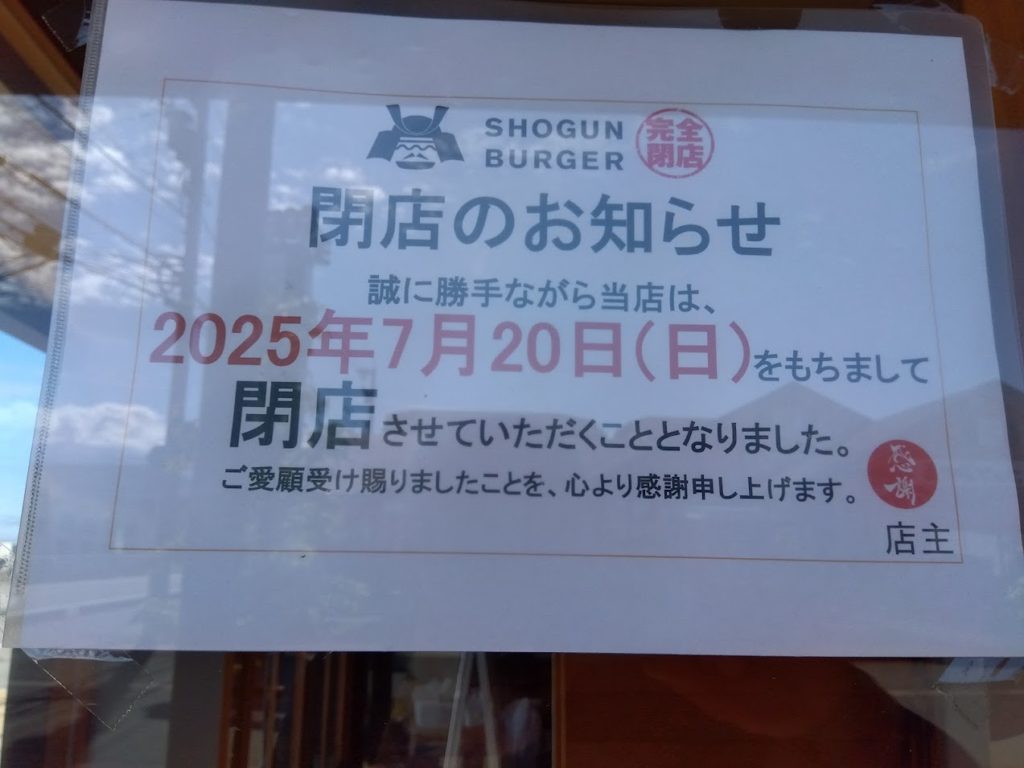 SHOGUN
BURGER
完全
閉店
閉店のお知らせ
誠に勝手ながら当店は、
2025年7月20日(日)をもちまして
閉店させていただくこととなりました。
ご愛顧受け賜りましたことを、心より感謝申し上げます。
感謝
店主